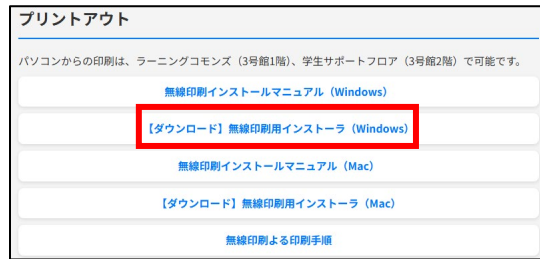 プリントアウト
パソコンからの印刷は、ラーニングコモンズ（3号館1階）、学生サポートフロア（3号館2階）で可能です。
無線印刷インストールマニュアル（Windows）
【ダウンロード】無線印刷用インストーラ（Windows）
無線印刷インストールマニュアル（Mac）
【ダウンロード】無線印刷用インストーラ（Mac）
無線印刷よる印刷手順